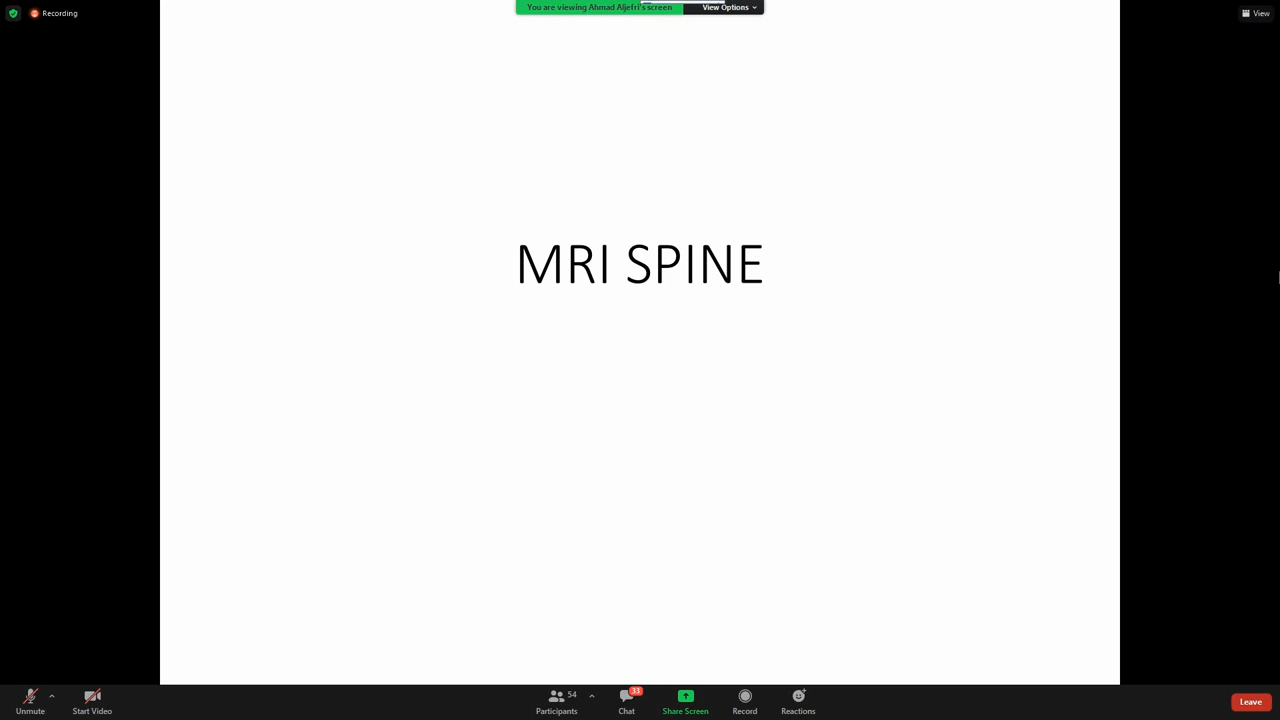 Recording
You are viewing Ahmad Aljefri's screen
View Options
View
MRI SPINE
Unmute
Start Video
54
Participants
33
Chat
Share Screen
Record
Reactions
Leave